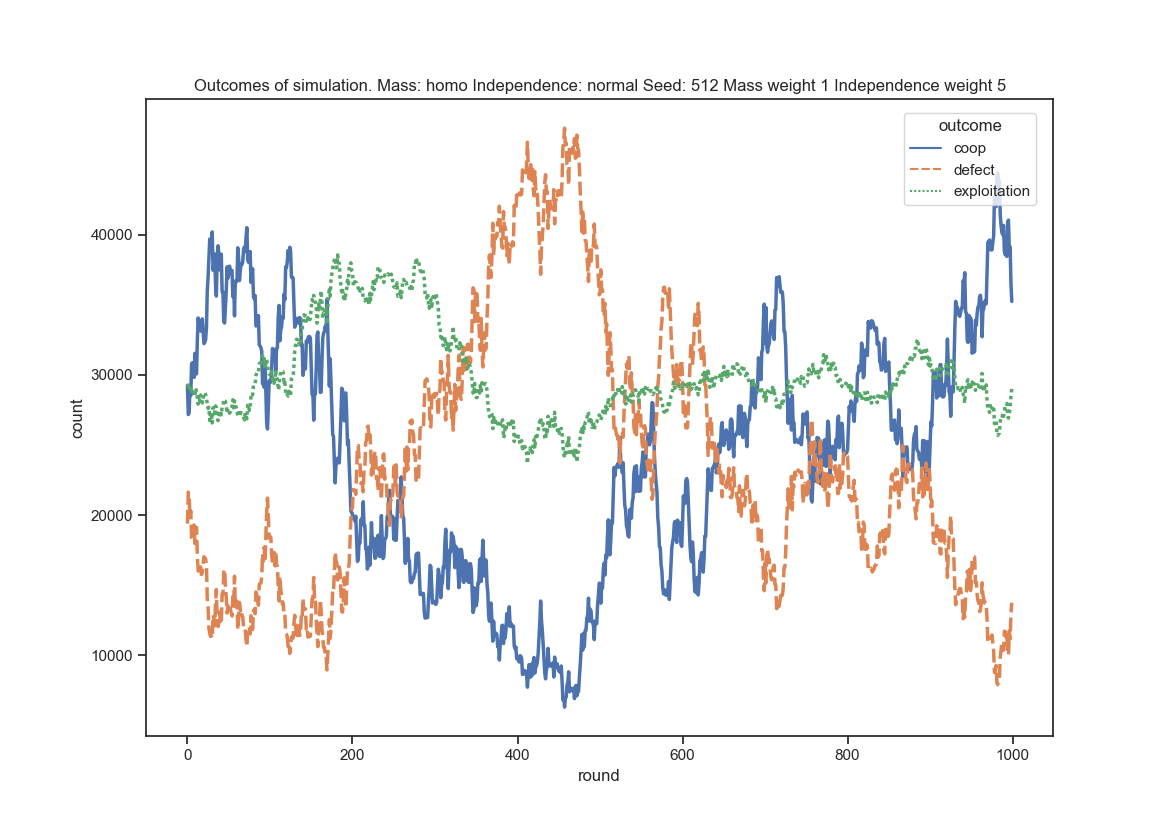 Outcomes of simulation. Mass: homo Independence: normal Seed: 512 Mass weight 1 Independence weight 5
outcome
coop
defect
exploitation
count
40000
30000
20000
10000
0 200 400 600 800 1000
round